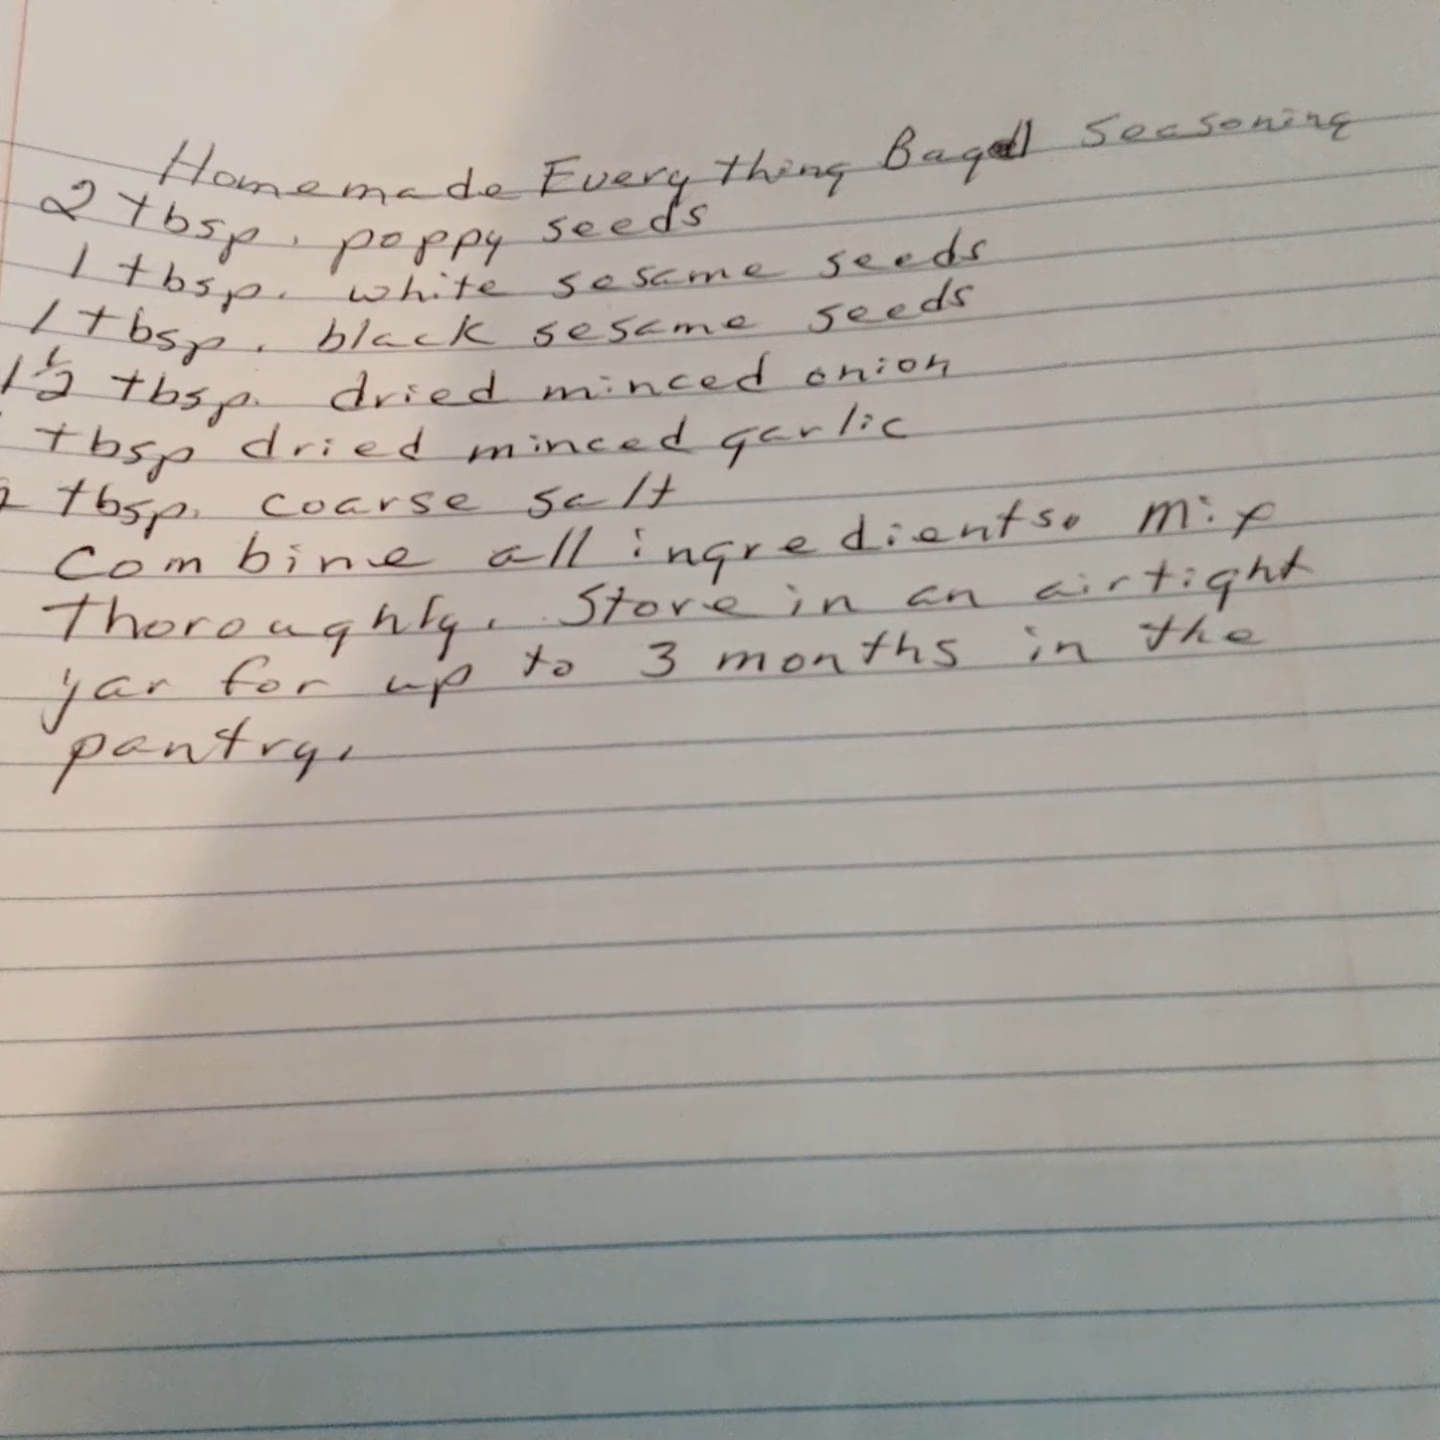 Homemade Everything Bagel Seasoning
2 tbsp. poppy seeds
1 tbsp. white sesame seeds
1 tbsp. black sesame seeds
1 1/2 tbsp. dried minced onion
tbsp dried minced garlic
tbsp. coarse salt
Combine all ingredients. Mix
Thoroughly. Store in an airtight
jar for up to 3 months in the
pantry.